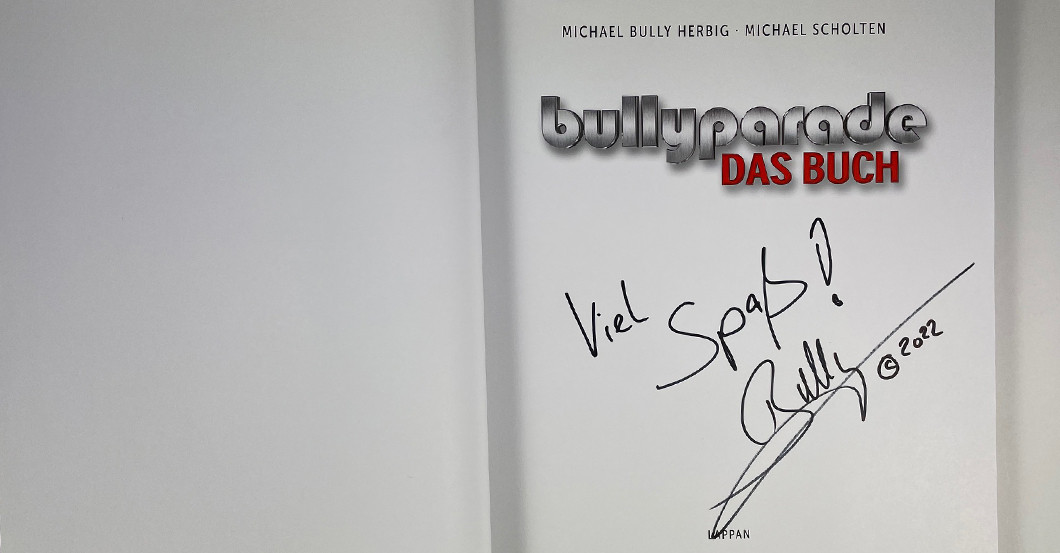 MICHAEL BULLY HERBIG · MICHAEL SCHOLTEN
bullyparade
DAS BUCH
Viel Spaß!
Bully
© 2022
LAPPAN